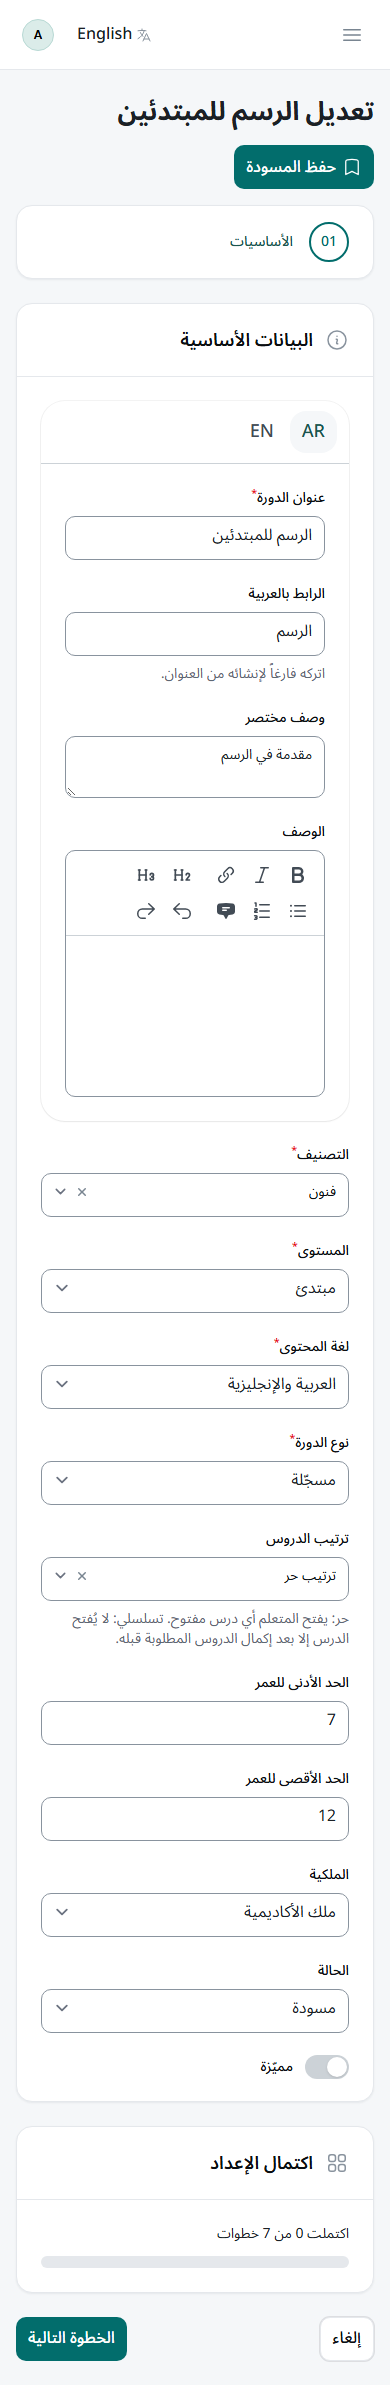 A
English
تعديل الرسم للمبتدئين
حفظ المسودة
01
الأساسيات
البيانات الأساسية
AR
EN
عنوان الدورة*
الرسم للمبتدئين
الرابط بالعربية
الرسم
اتركه فارغاً لإنشائه من العنوان.
وصف مختصر
مقدمة في الرسم
الوصف
B I H2 H3
التصنيف*
فنون
المستوى*
مبتدئ
لغة المحتوى*
العربية والإنجليزية
نوع الدورة*
مسجّلة
ترتيب الدروس
ترتيب حر
حر: يفتح المتعلم أي درس مفتوح. تسلسلي: لا يُفتح
الدرس إلا بعد إكمال الدروس المطلوبة قبله.
الحد الأدنى للعمر
7
الحد الأقصى للعمر
12
الملكية
ملك الأكاديمية
الحالة
مسودة
مميّزة
اكتمال الإعداد
اكتملت 0 من 7 خطوات
إلغاء
الخطوة التالية